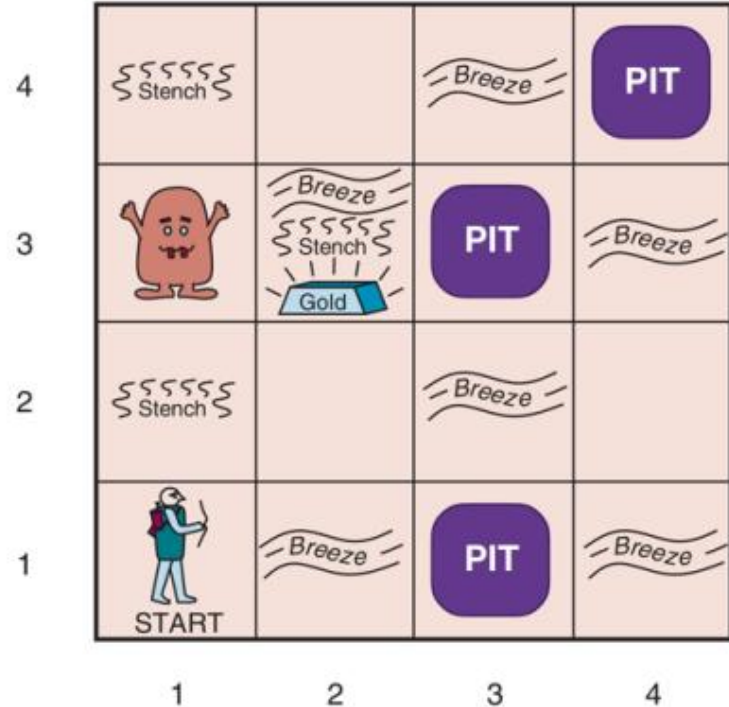 4
Stench
Breeze
PIT
3
Breeze
Stench
Gold
PIT
Breeze
2
Stench
Breeze
1
START
Breeze
PIT
Breeze
1 2 3 4